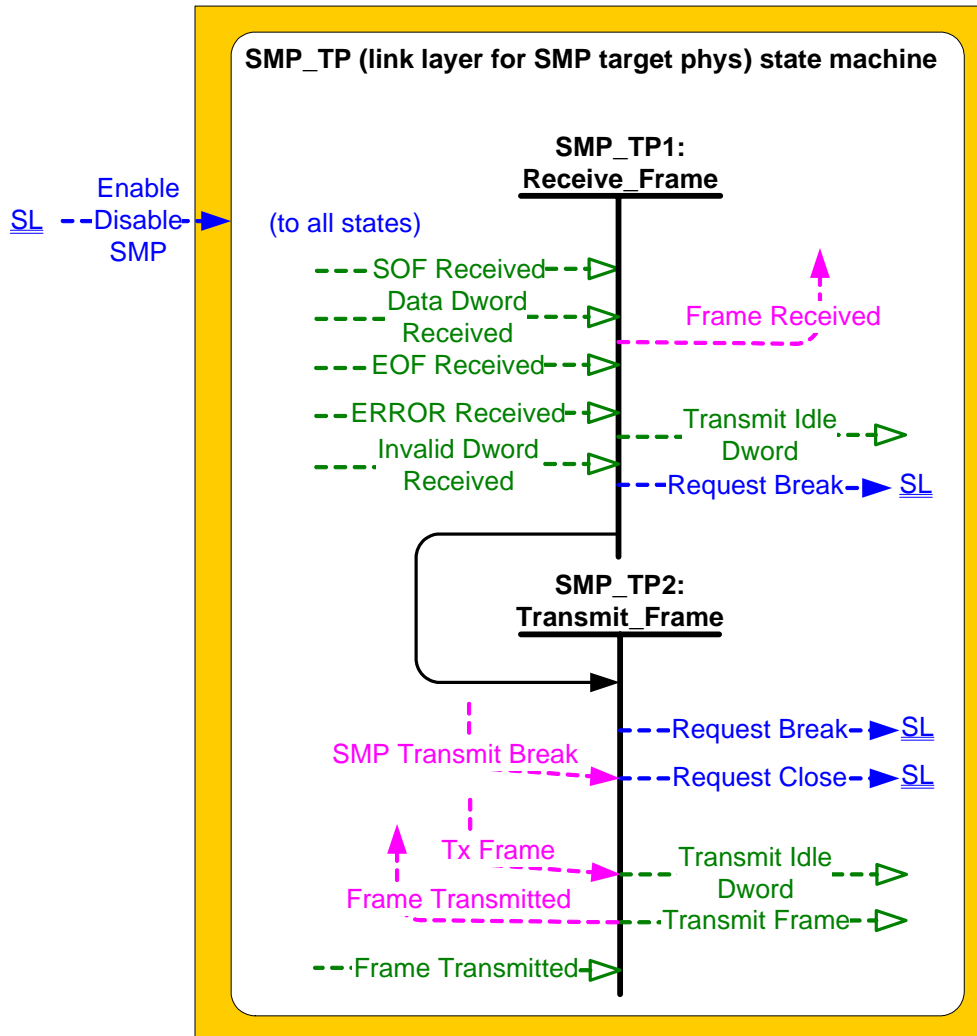 SMP_TP (link layer for SMP target phys) state machine
SMP_TP1:
Receive_Frame
Enable
SL
Disable
SMP
(to all states)
SOF Received
Data Dword
Received
Frame Received
EOF Received
ERROR Received
Transmit Idle
Dword
Invalid Dword
Received
Request Break
SL
SMP_TP2:
Transmit_Frame
Request Break
SL
SMP Transmit Break
Request Close
SL
Tx Frame
Transmit Idle
Dword
Frame Transmitted
Transmit Frame
Frame Transmitted